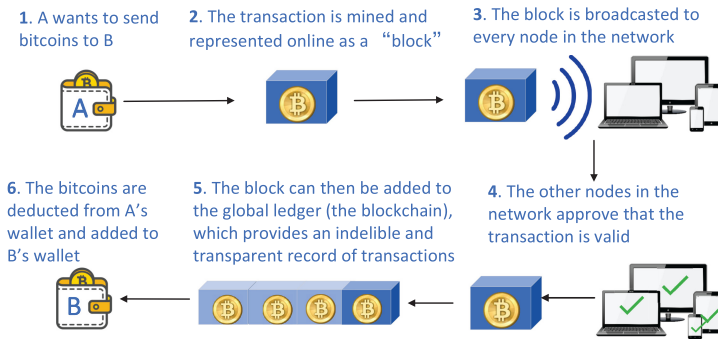 1. A wants to send
bitcoins to B
2. The transaction is mined and
represented online as a “block”
3. The block is broadcasted to
every node in the network
A
4. The other nodes in the
network approve that the
transaction is valid
5. The block can then be added to
the global ledger (the blockchain),
which provides an indelible and
transparent record of transactions
6. The bitcoins are
deducted from A’s
wallet and added to
B’s wallet
B